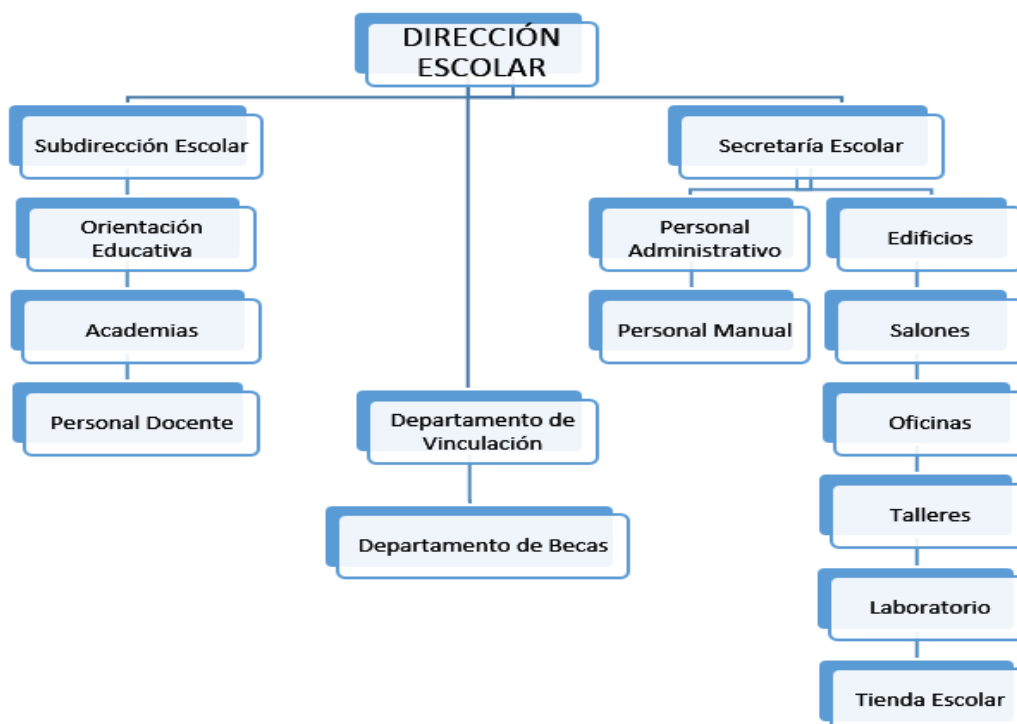 DIRECCIÓN
ESCOLAR
Subdirección Escolar
Secretaría Escolar
Orientación
Educativa
Personal
Administrativo
Edificios
Academias
Personal Manual
Salones
Personal Docente
Departamento de
Vinculación
Oficinas
Departamento de Becas
Talleres
Laboratorio
Tienda Escolar